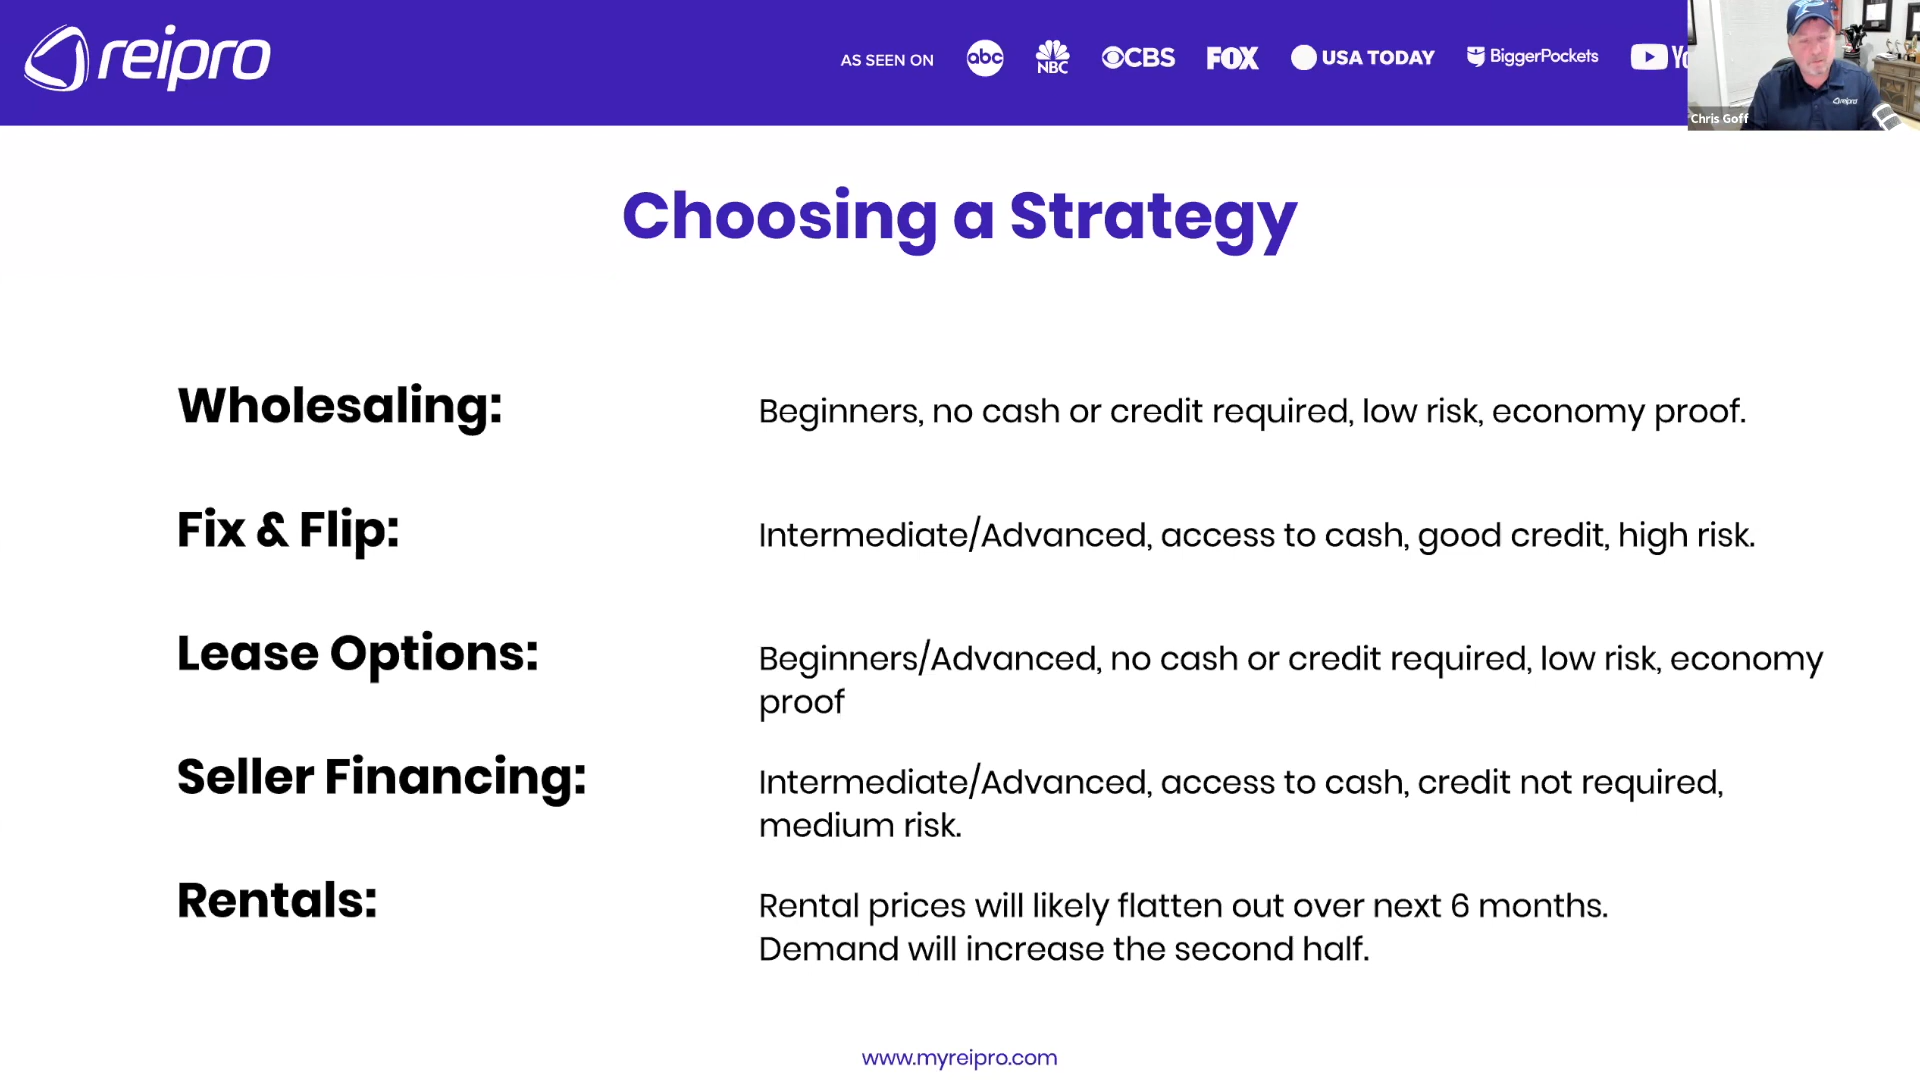 reipro
AS SEEN ON
abc
NBC
CBS
FOX
USA TODAY
BiggerPockets
reipro
Chris Goff
Choosing a Strategy
Wholesaling:
Beginners, no cash or credit required, low risk, economy proof.
Fix & Flip:
Intermediate/Advanced, access to cash, good credit, high risk.
Lease Options:
Beginners/Advanced, no cash or credit required, low risk, economy
proof
Seller Financing:
Intermediate/Advanced, access to cash, credit not required,
medium risk.
Rentals:
Rental prices will likely flatten out over next 6 months.
Demand will increase the second half.
www.myreipro.com